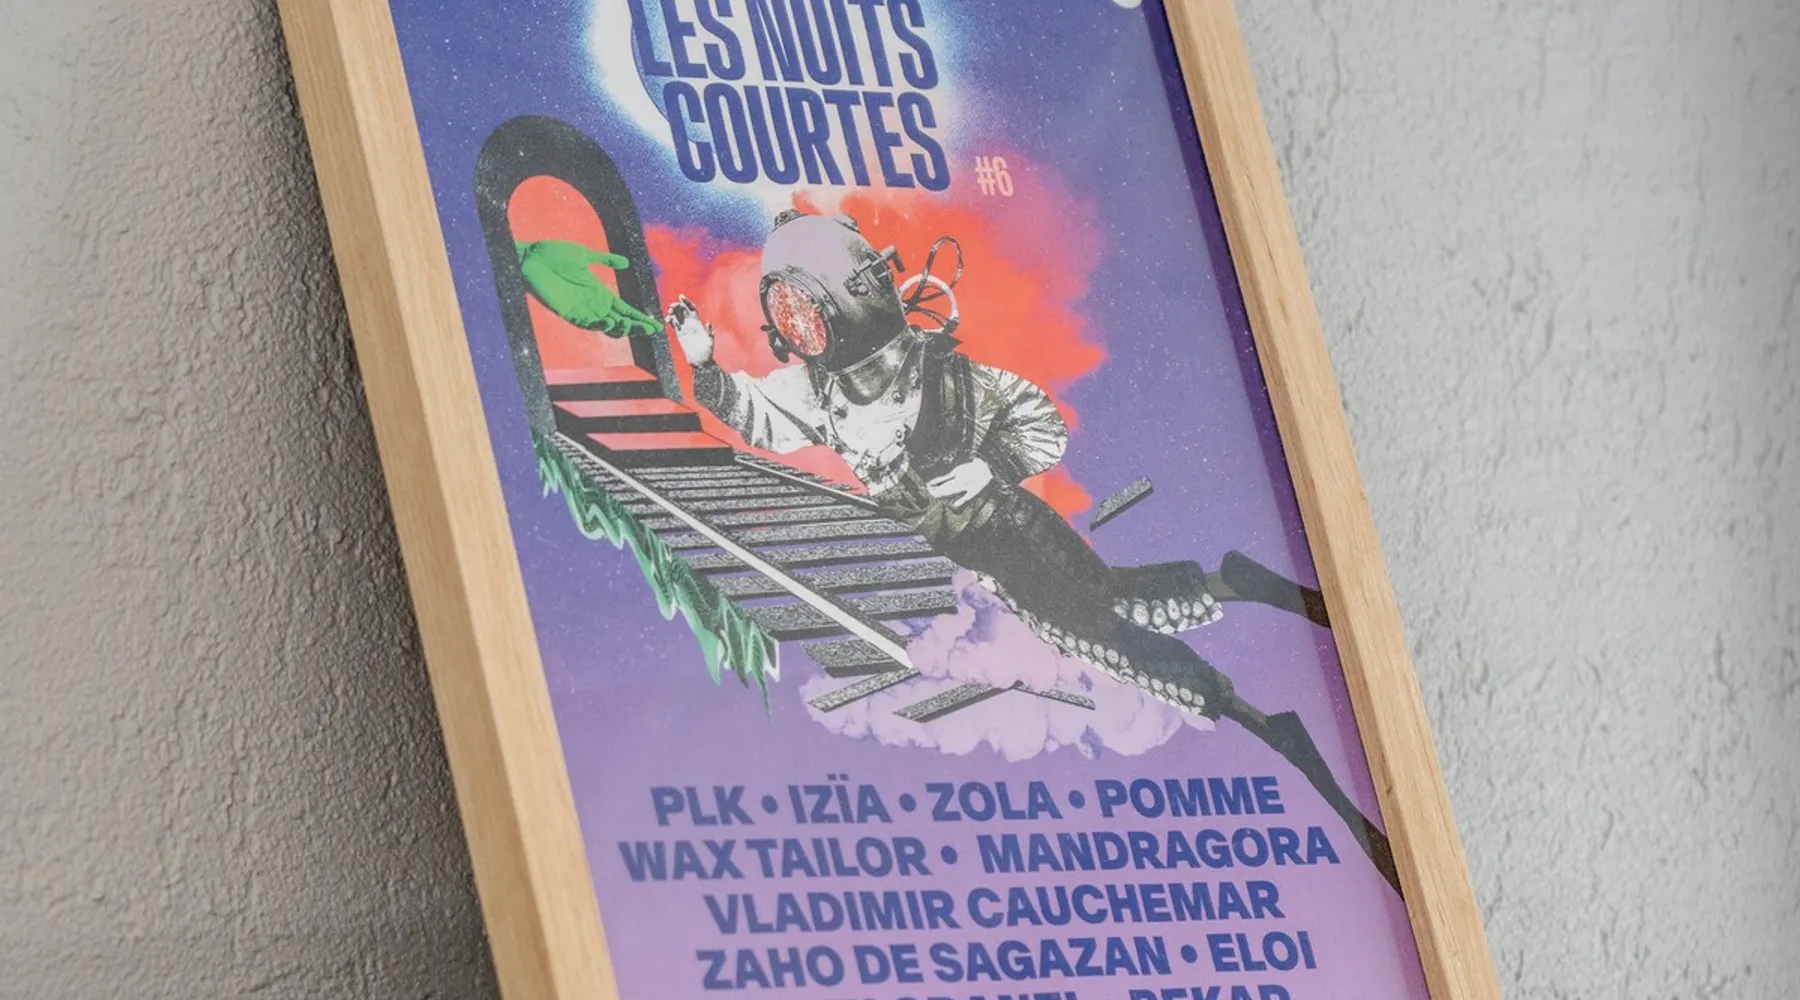 LES NUITS
COURTES
#6
PLK • IZÏA • ZOLA • POMME
WAX TAILOR • MANDRAGORA
VLADIMIR CAUCHEMAR
ZAHO DE SAGAZAN • ELOI